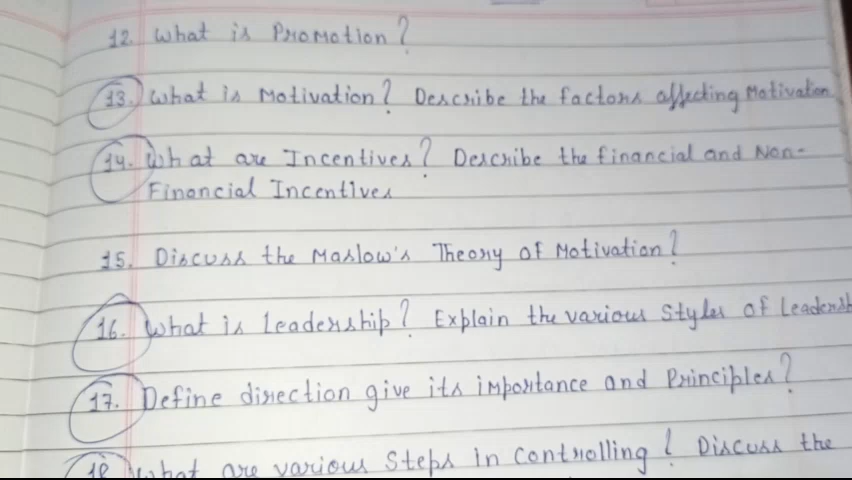 12. What is Promotion?
13. What is Motivation? Describe the factors affecting Motivation
14. What are Incentives? Describe the financial and Non-
Financial Incentives
15. Discuss the Maslow's Theory of Motivation?
16. What is leadership? Explain the various Styles of Leadersh
17. Define direction give its importance and Principles?
18 What are various Steps in Controlling! Discuss the